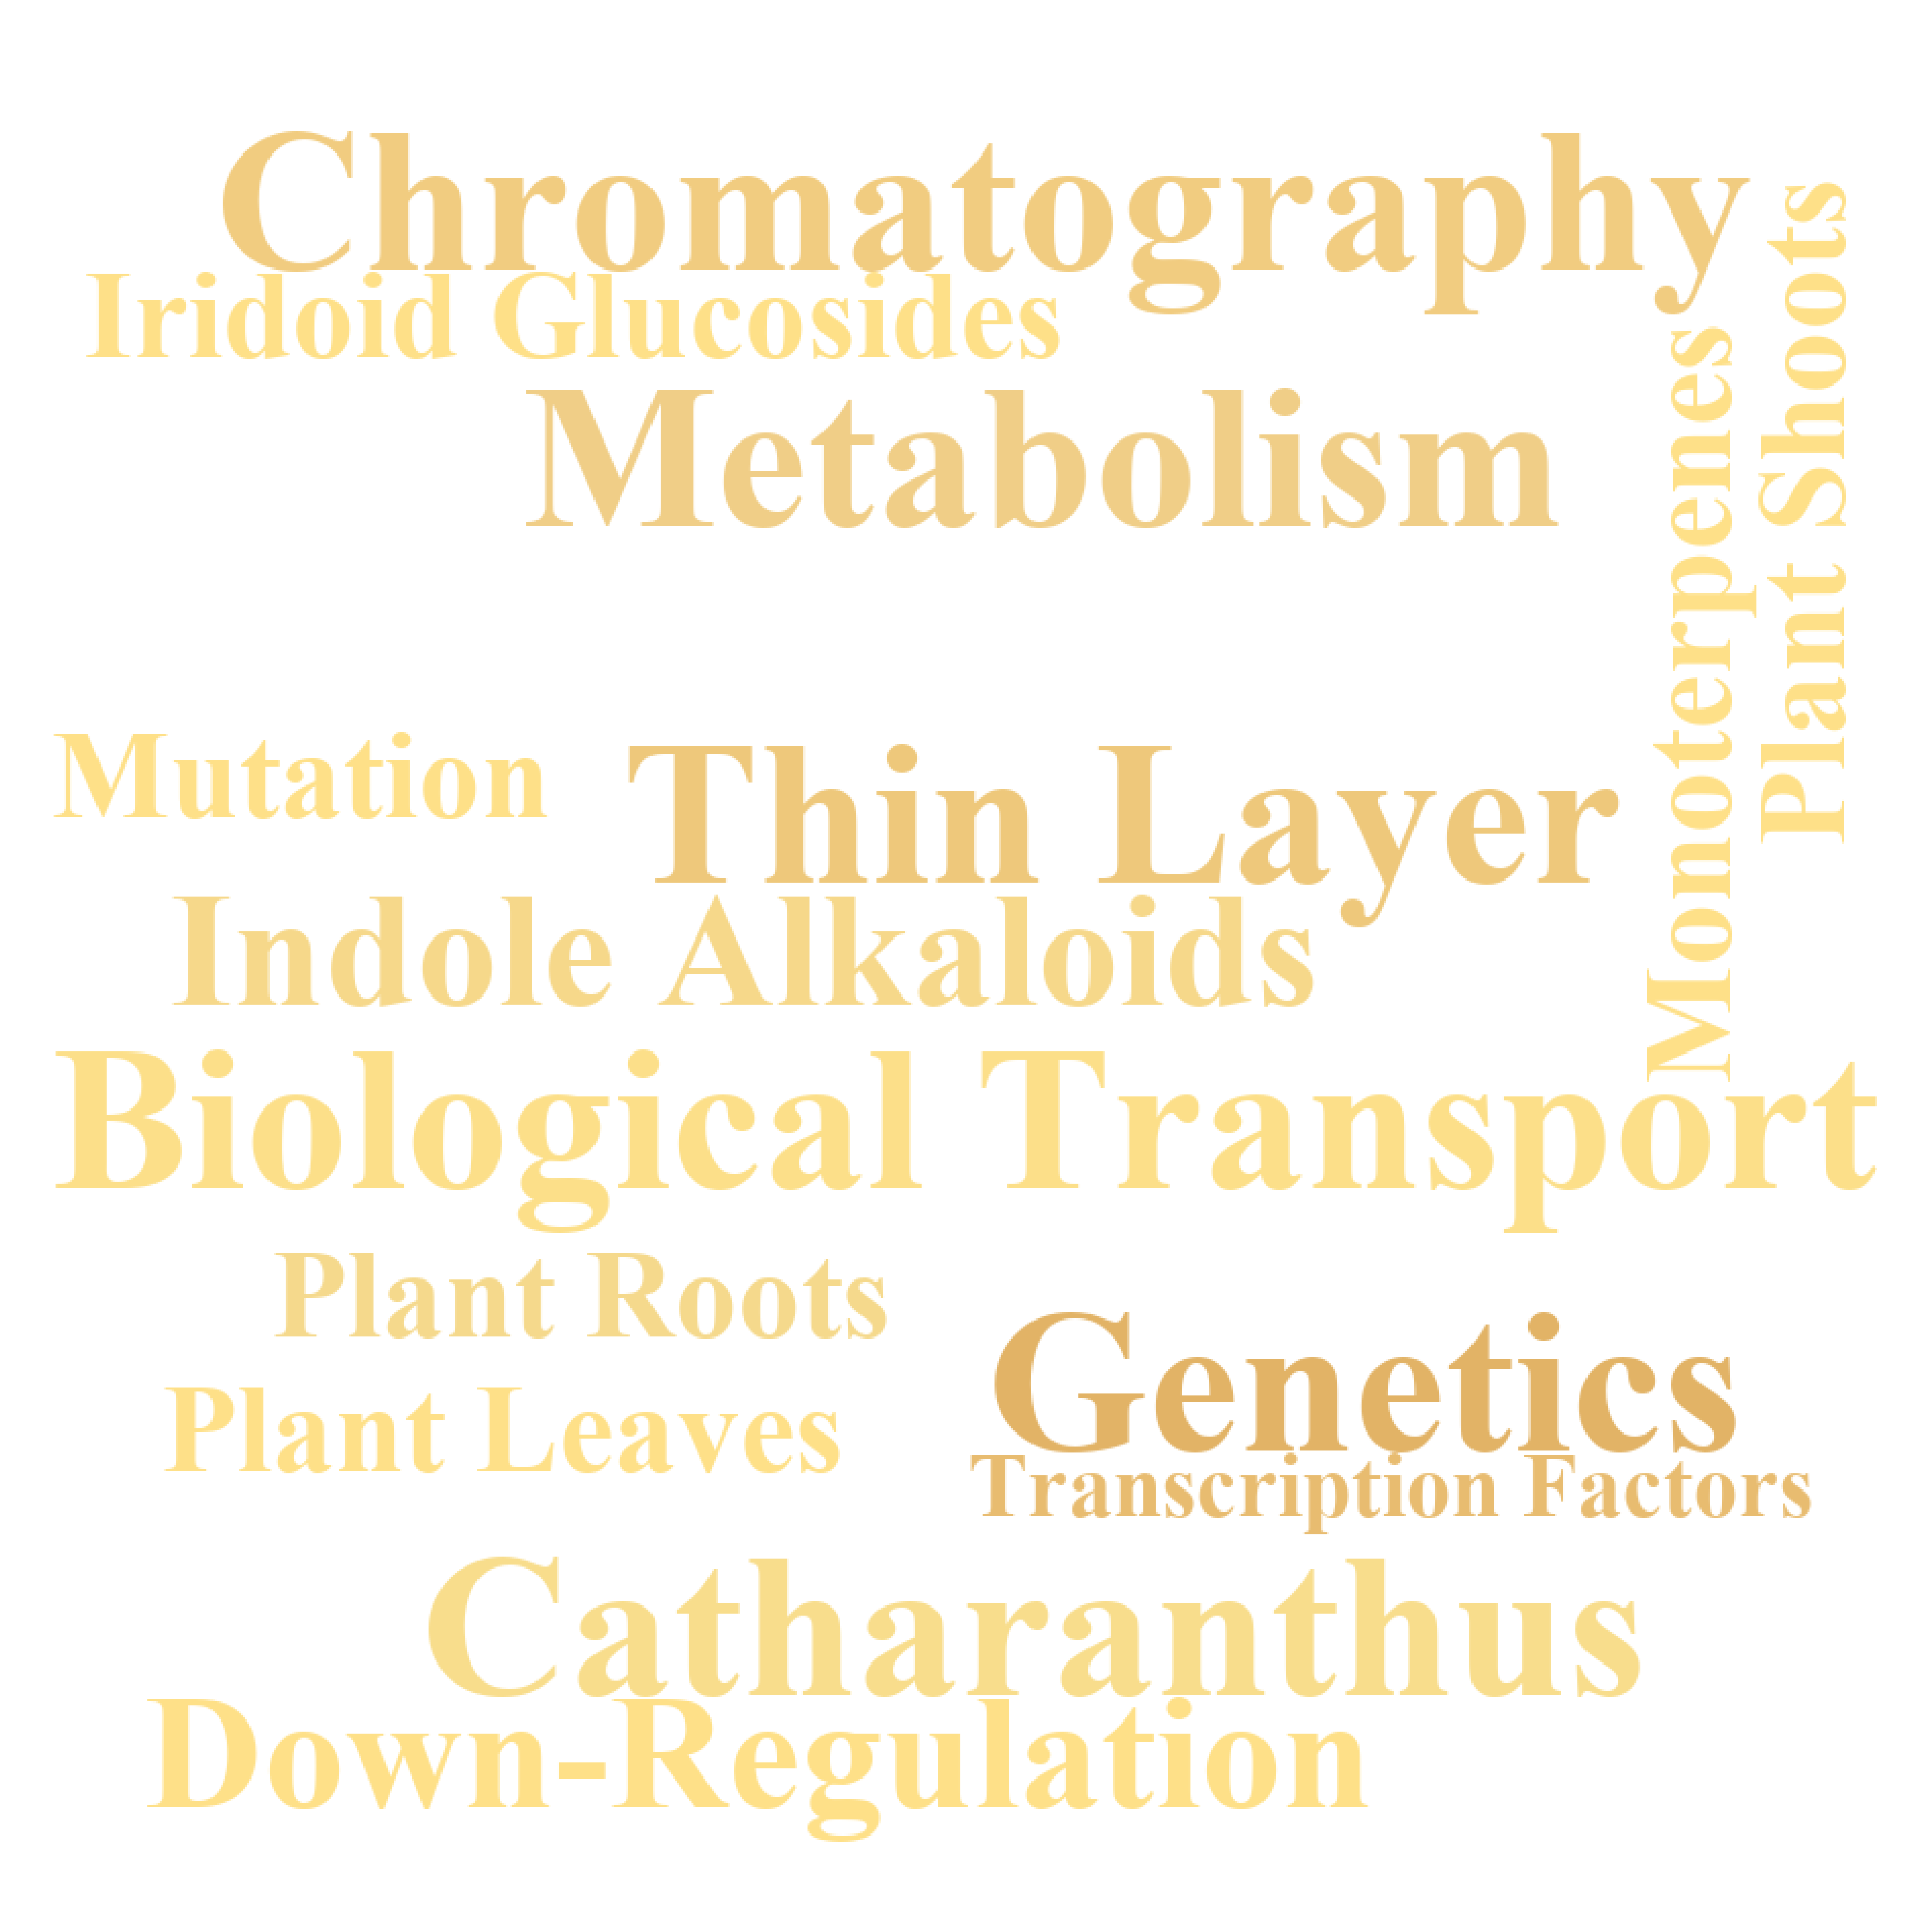 Chromatography
Iridoid Glucosides
Metabolism
Monoterpenes
Plant Shoots
Mutation
Thin Layer
Indole Alkaloids
Biological Transport
Plant Roots
Genetics
Plant Leaves
Transcription Factors
Catharanthus
Down-Regulation